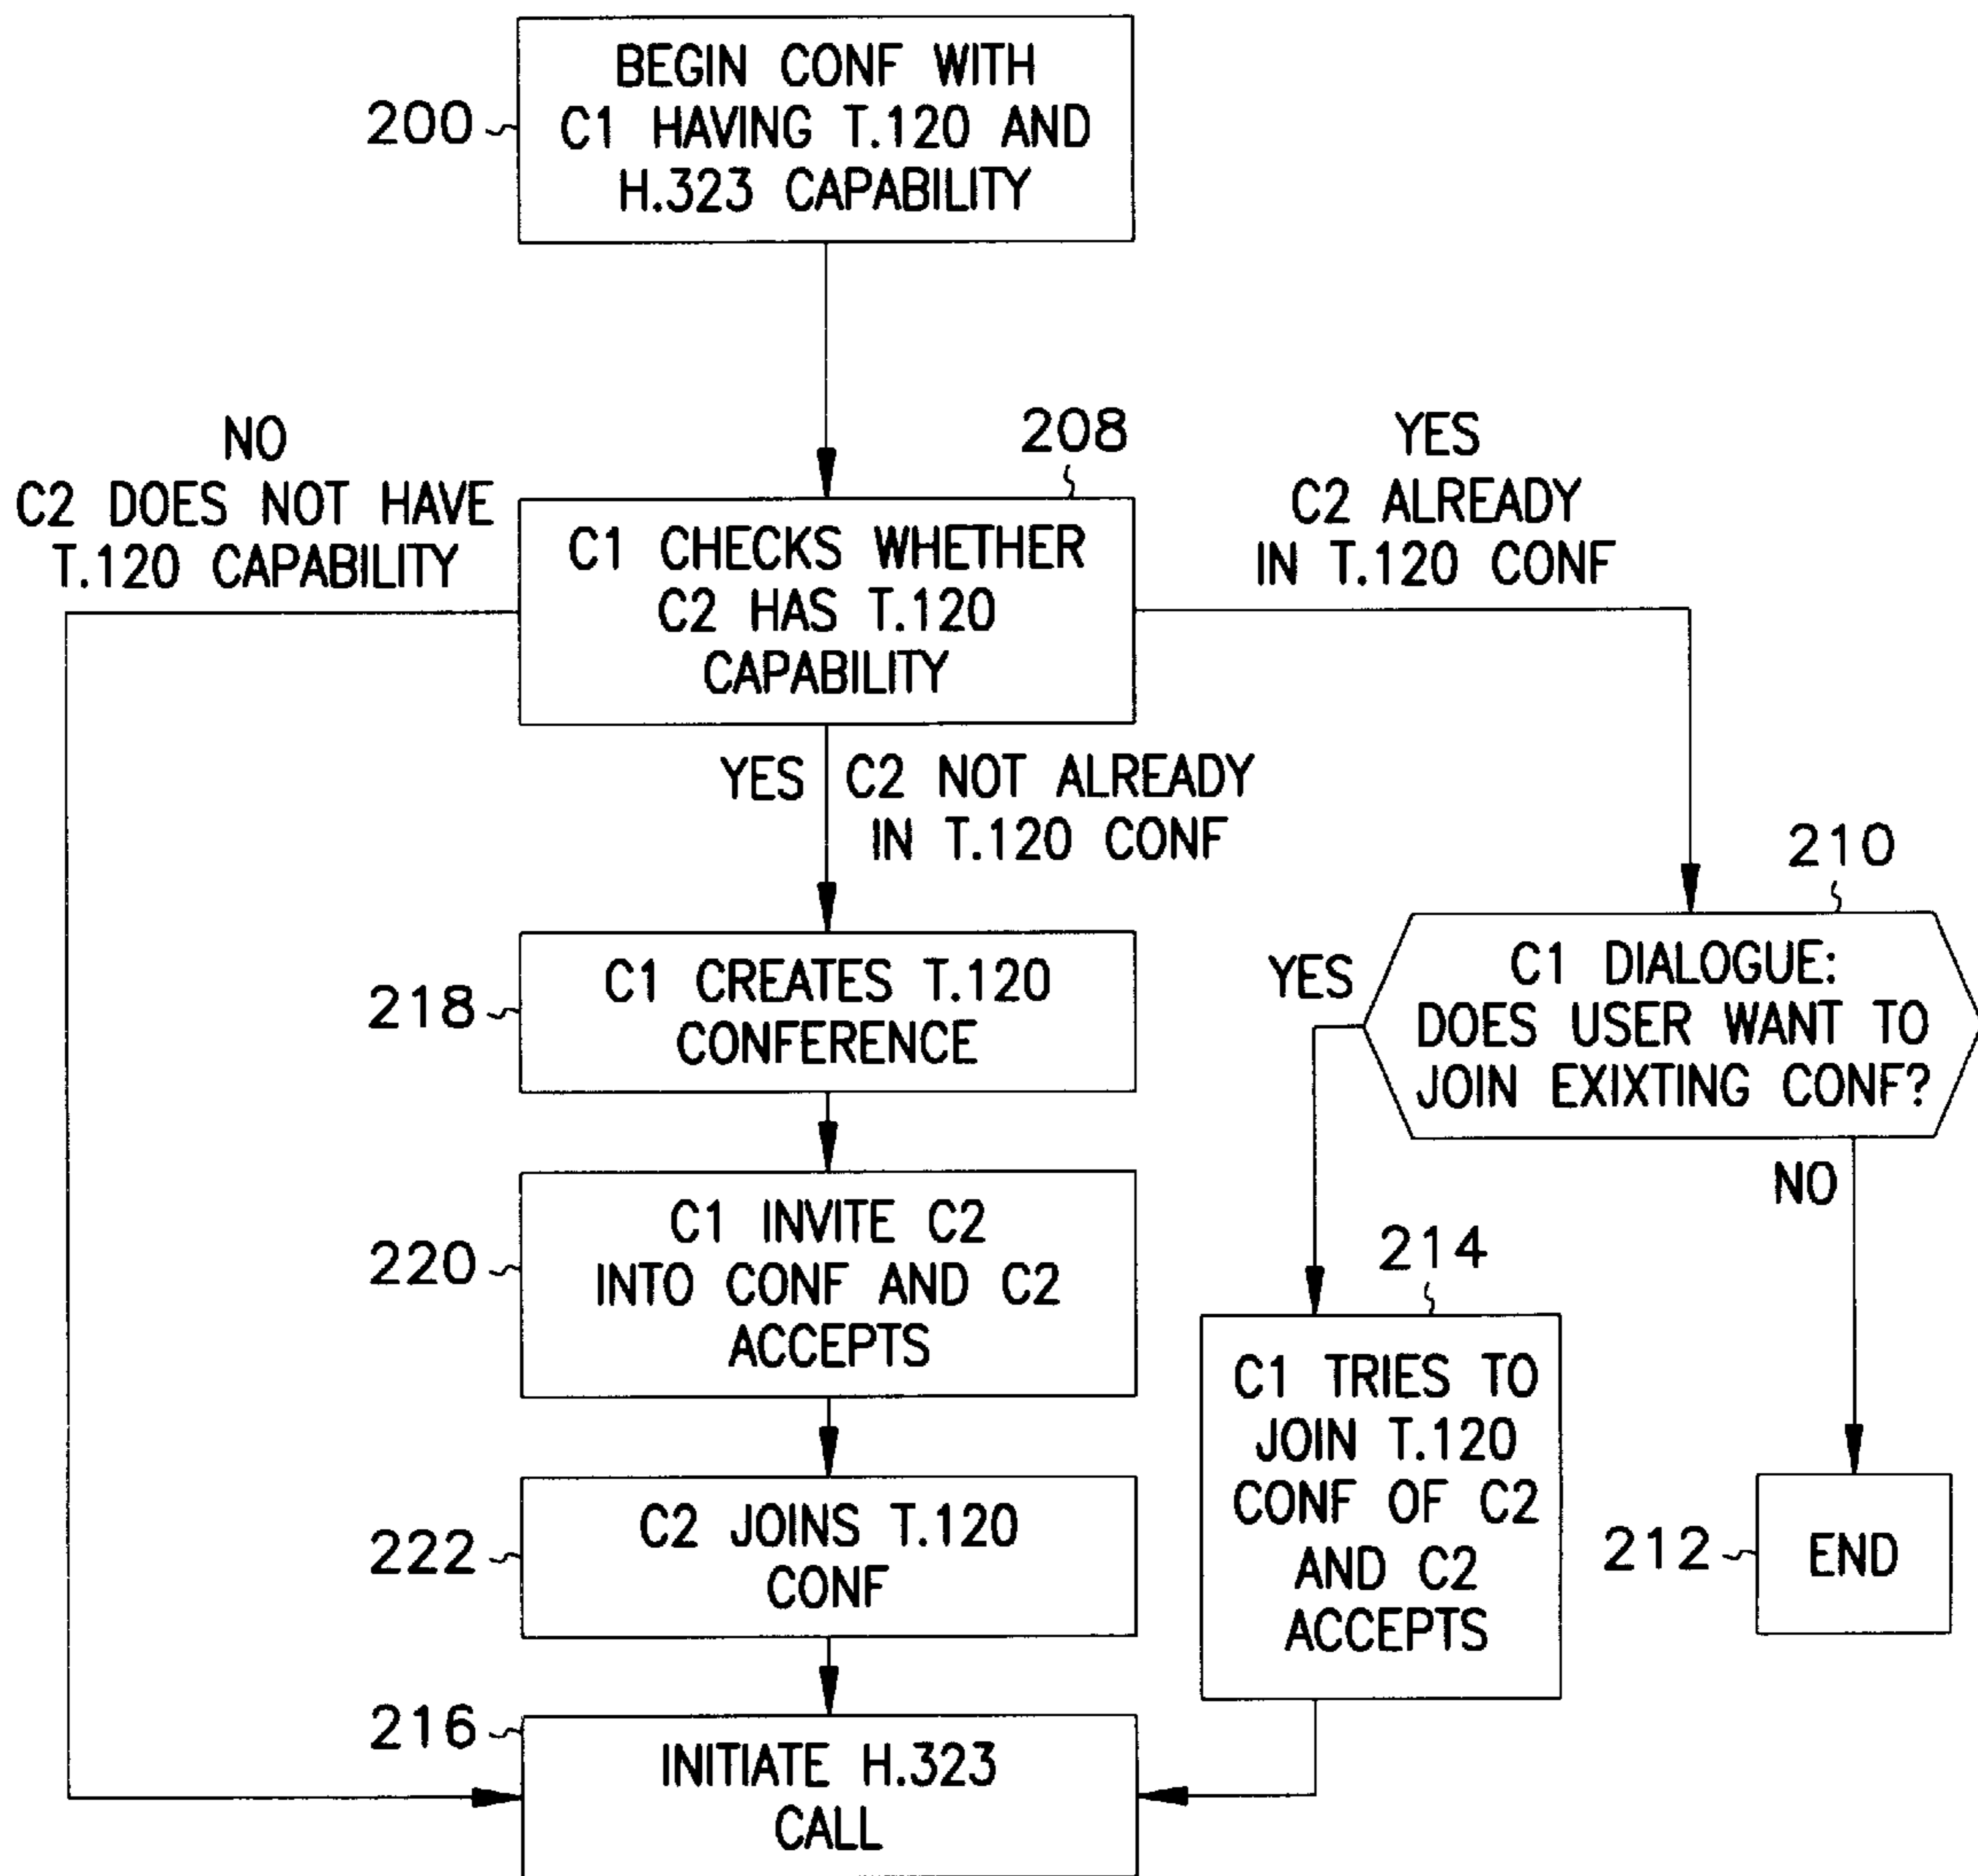 BEGIN CONF WITH
C1 HAVING T.120 AND
H.323 CAPABILITY
200
NO
C2 DOES NOT HAVE
T.120 CAPABILITY
208
C1 CHECKS WHETHER
C2 HAS T.120
CAPABILITY
YES
C2 ALREADY
IN T.120 CONF
YES
C2 NOT ALREADY
IN T.120 CONF
210
C1 DIALOGUE:
DOES USER WANT TO
JOIN EXIXTING CONF?
YES
NO
218
C1 CREATES T.120
CONFERENCE
220
C1 INVITE C2
INTO CONF AND C2
ACCEPTS
214
C1 TRIES TO
JOIN T.120
CONF OF C2
AND C2
ACCEPTS
212
END
222
C2 JOINS T.120
CONF
216
INITIATE H.323
CALL